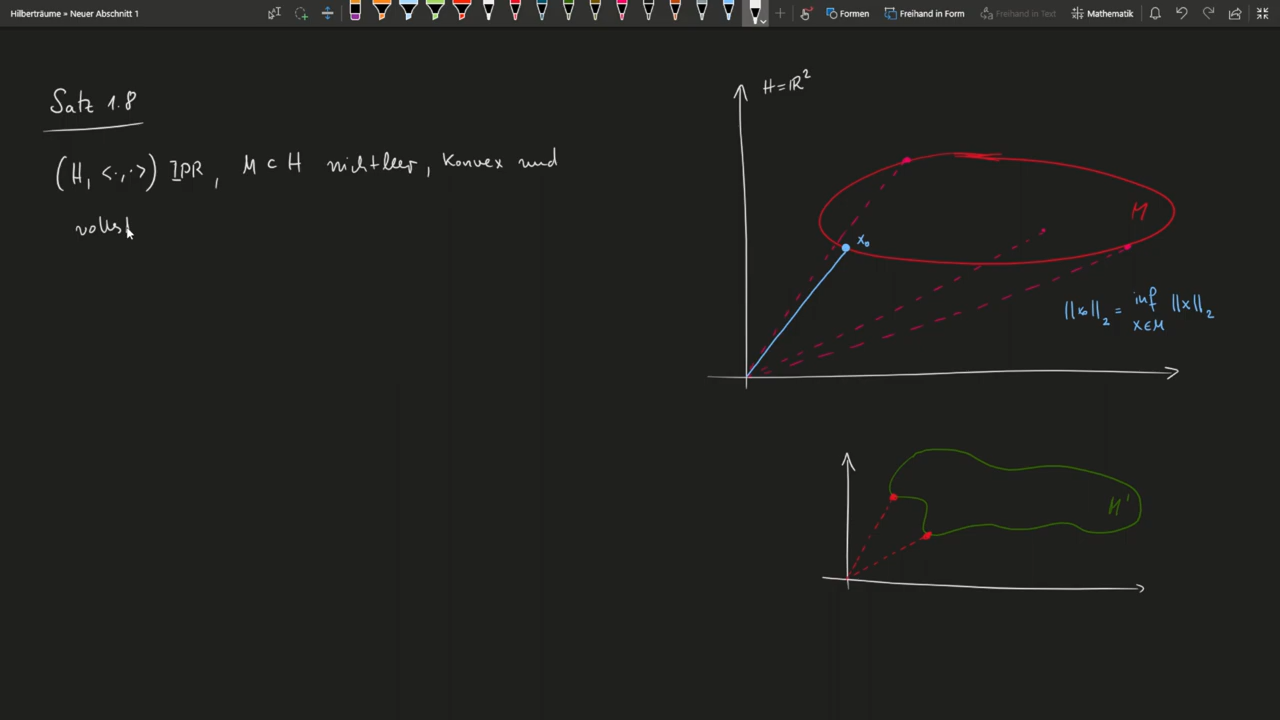 Hilberträume » Neuer Abschnitt 1
Formen
Freihand in Form
Freihand in Text
Mathematik
Satz 1.8
(H, <·,·>) IPR, M ⊂ H nichtleer, konvex und
vollst
H = ℝ²
M
x₀
||x₀||₂ = inf ||x||₂
x∈M
M'